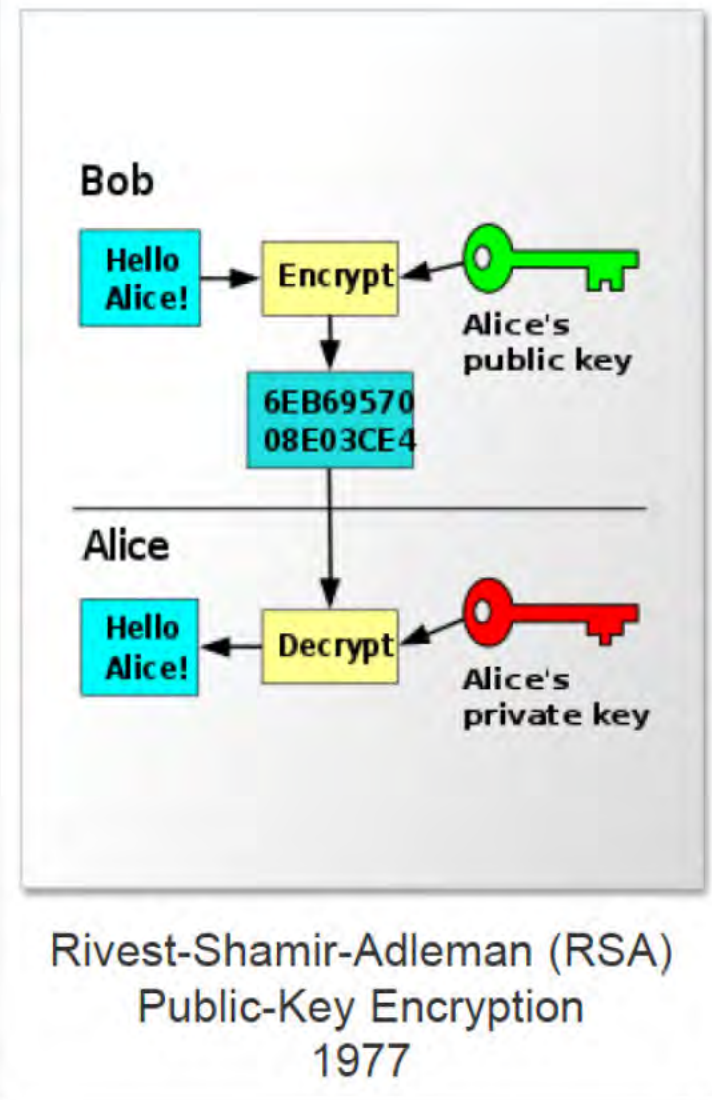 Bob
Hello
Alice!
Encrypt
Alice's
public key
6EB69570
08E03CE4
Alice
Hello
Alice!
Decrypt
Alice's
private key
Rivest-Shamir-Adleman (RSA)
Public-Key Encryption
1977